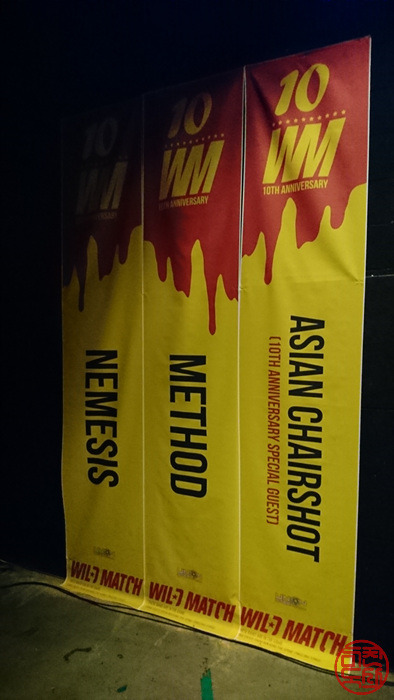 10
WM
NEMESIS
WILD MATCH
10
WM
10TH ANNIVERSARY
METHOD
WILD MATCH
10
WM
10TH ANNIVERSARY
ASIAN CHAIRSHOT
(10TH ANNIVERSARY SPECIAL GUEST)
WILD MATCH